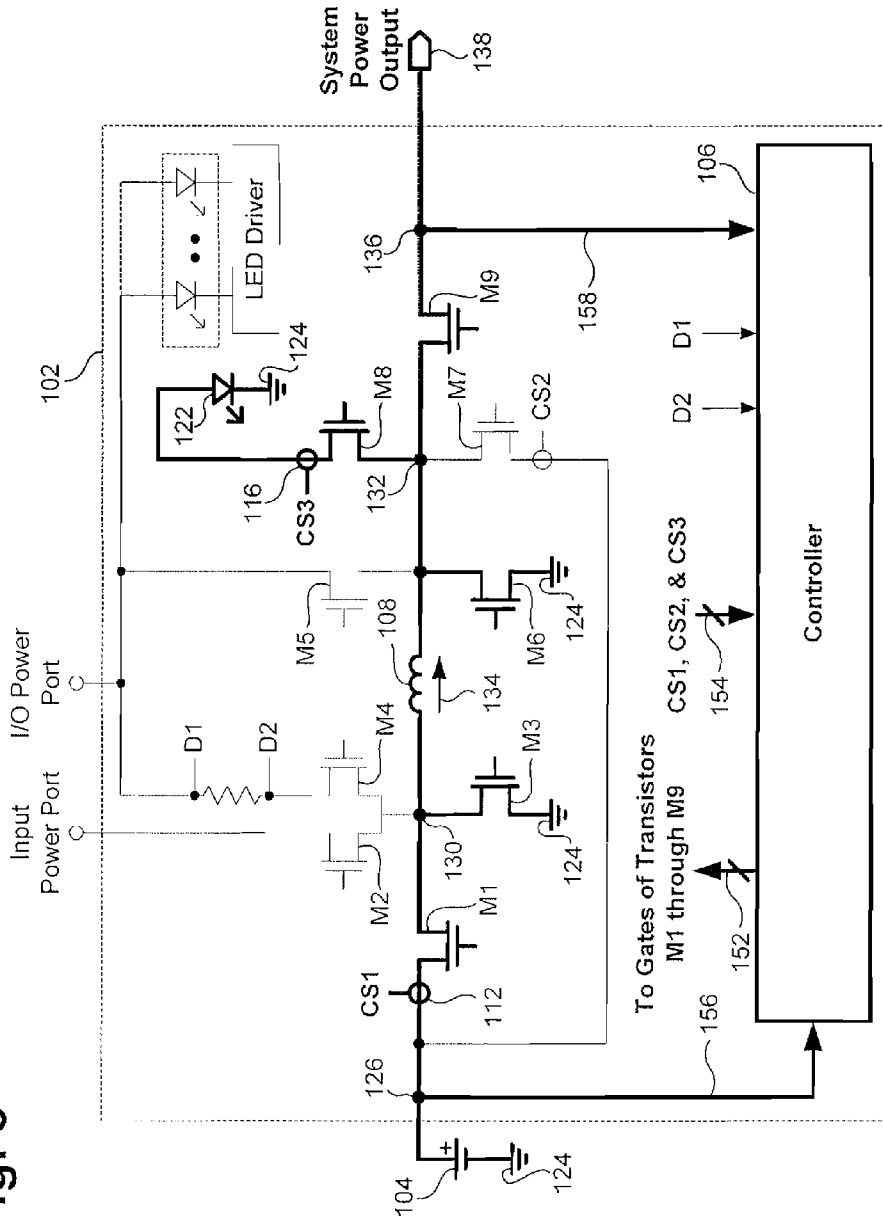 System
Power
Output
138
102
LED Driver
122
124
116
CS3
M8
132
M7
CS2
M9
136
158
106
I/O Power
Port
Input
Power Port
D1
D2
M5
108
M4
M2
134
M6
124
130
M3
124
M1
CS1
112
126
156
104
+
124
To Gates of Transistors
M1 through M9
152
CS1, CS2, & CS3
154
D2
D1
Controller